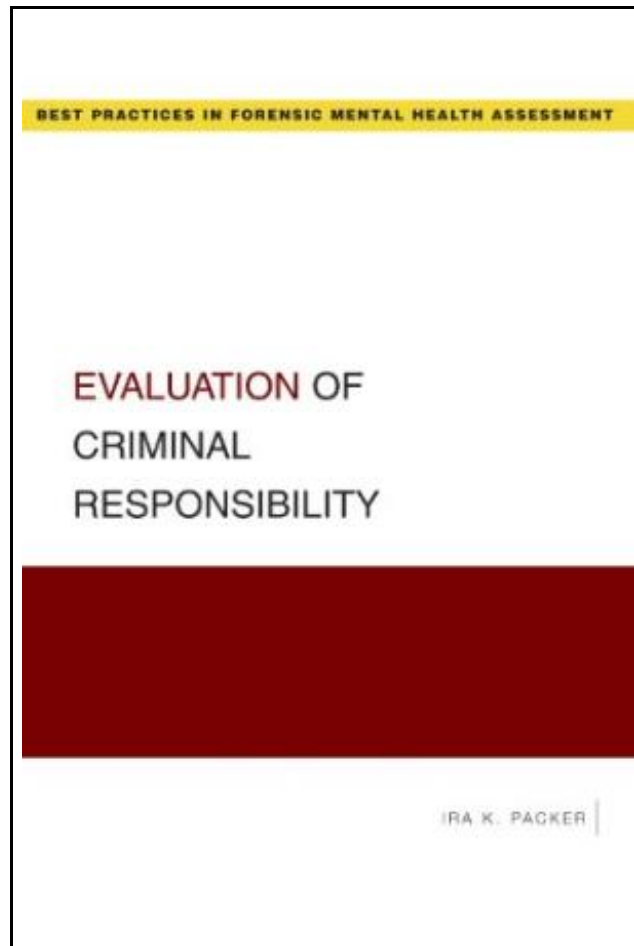 BEST PRACTICES IN FORENSIC MENTAL HEALTH ASSESSMENT
EVALUATION OF
CRIMINAL
RESPONSIBILITY
IRA K. PACKER